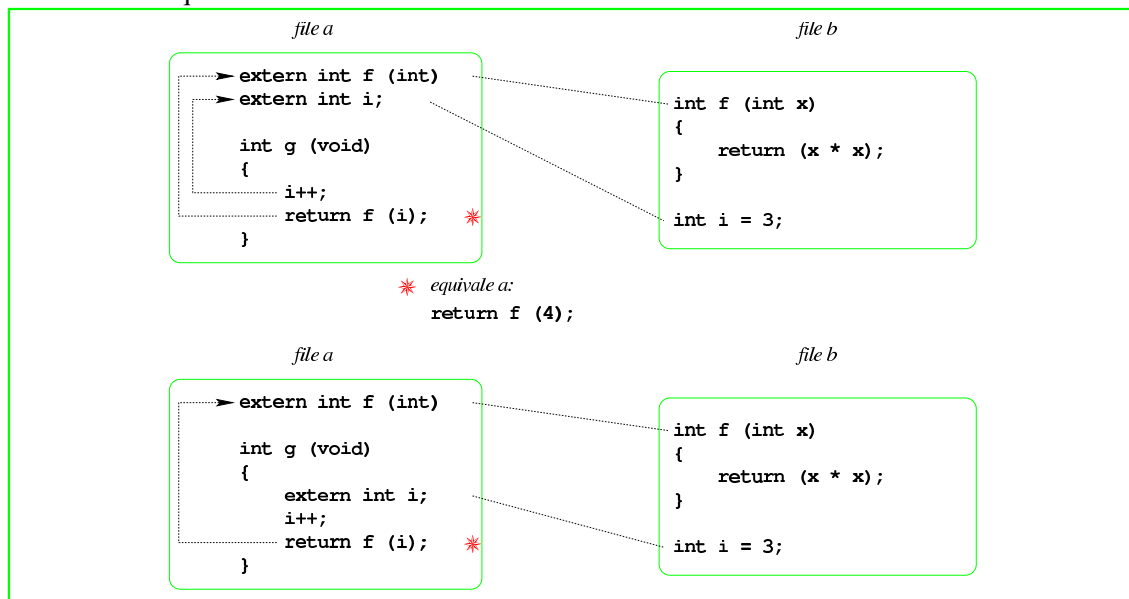 file a
file b
extern int f (int)
extern int i;
int g (void)
{
i++;
return f (i);
}
int f (int x)
{
return (x * x);
}
int i = 3;
equivale a:
return f (4);
file a
file b
extern int f (int)
int g (void)
{
extern int i;
i++;
return f (i);
}
int f (int x)
{
return (x * x);
}
int i = 3;